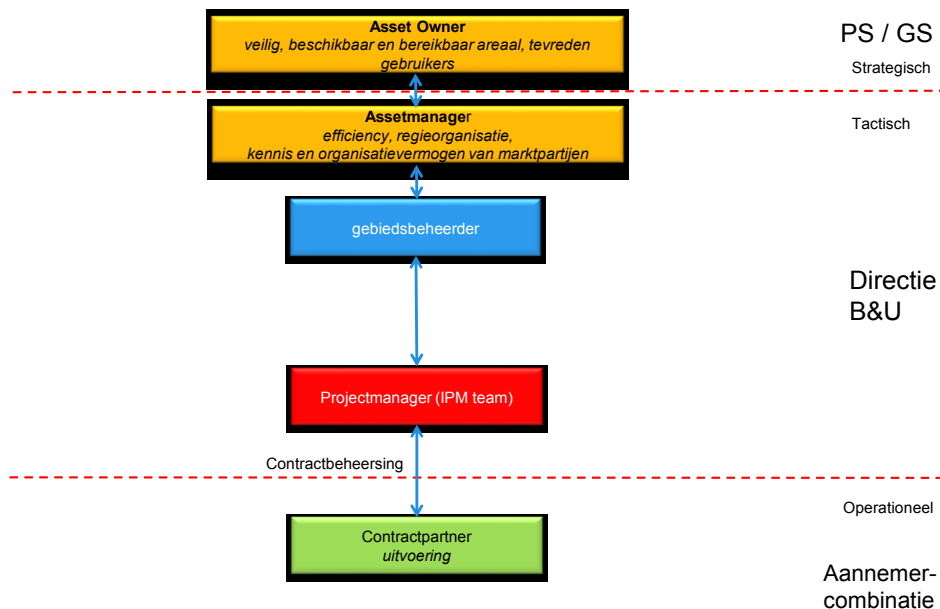 Asset Owner
veilig, beschikbaar en bereikbaar areaal, tevreden
gebruikers
PS / GS
Strategisch
Assetmanager
efficiency, regieorganisatie,
kennis en organisatievermogen van marktpartijen
Tactisch
gebiedsbeheerder
Directie
B&U
Projectmanager (IPM team)
Contractbeheersing
Operationeel
Contractpartner
uitvoering
Aannemer-
combinatie